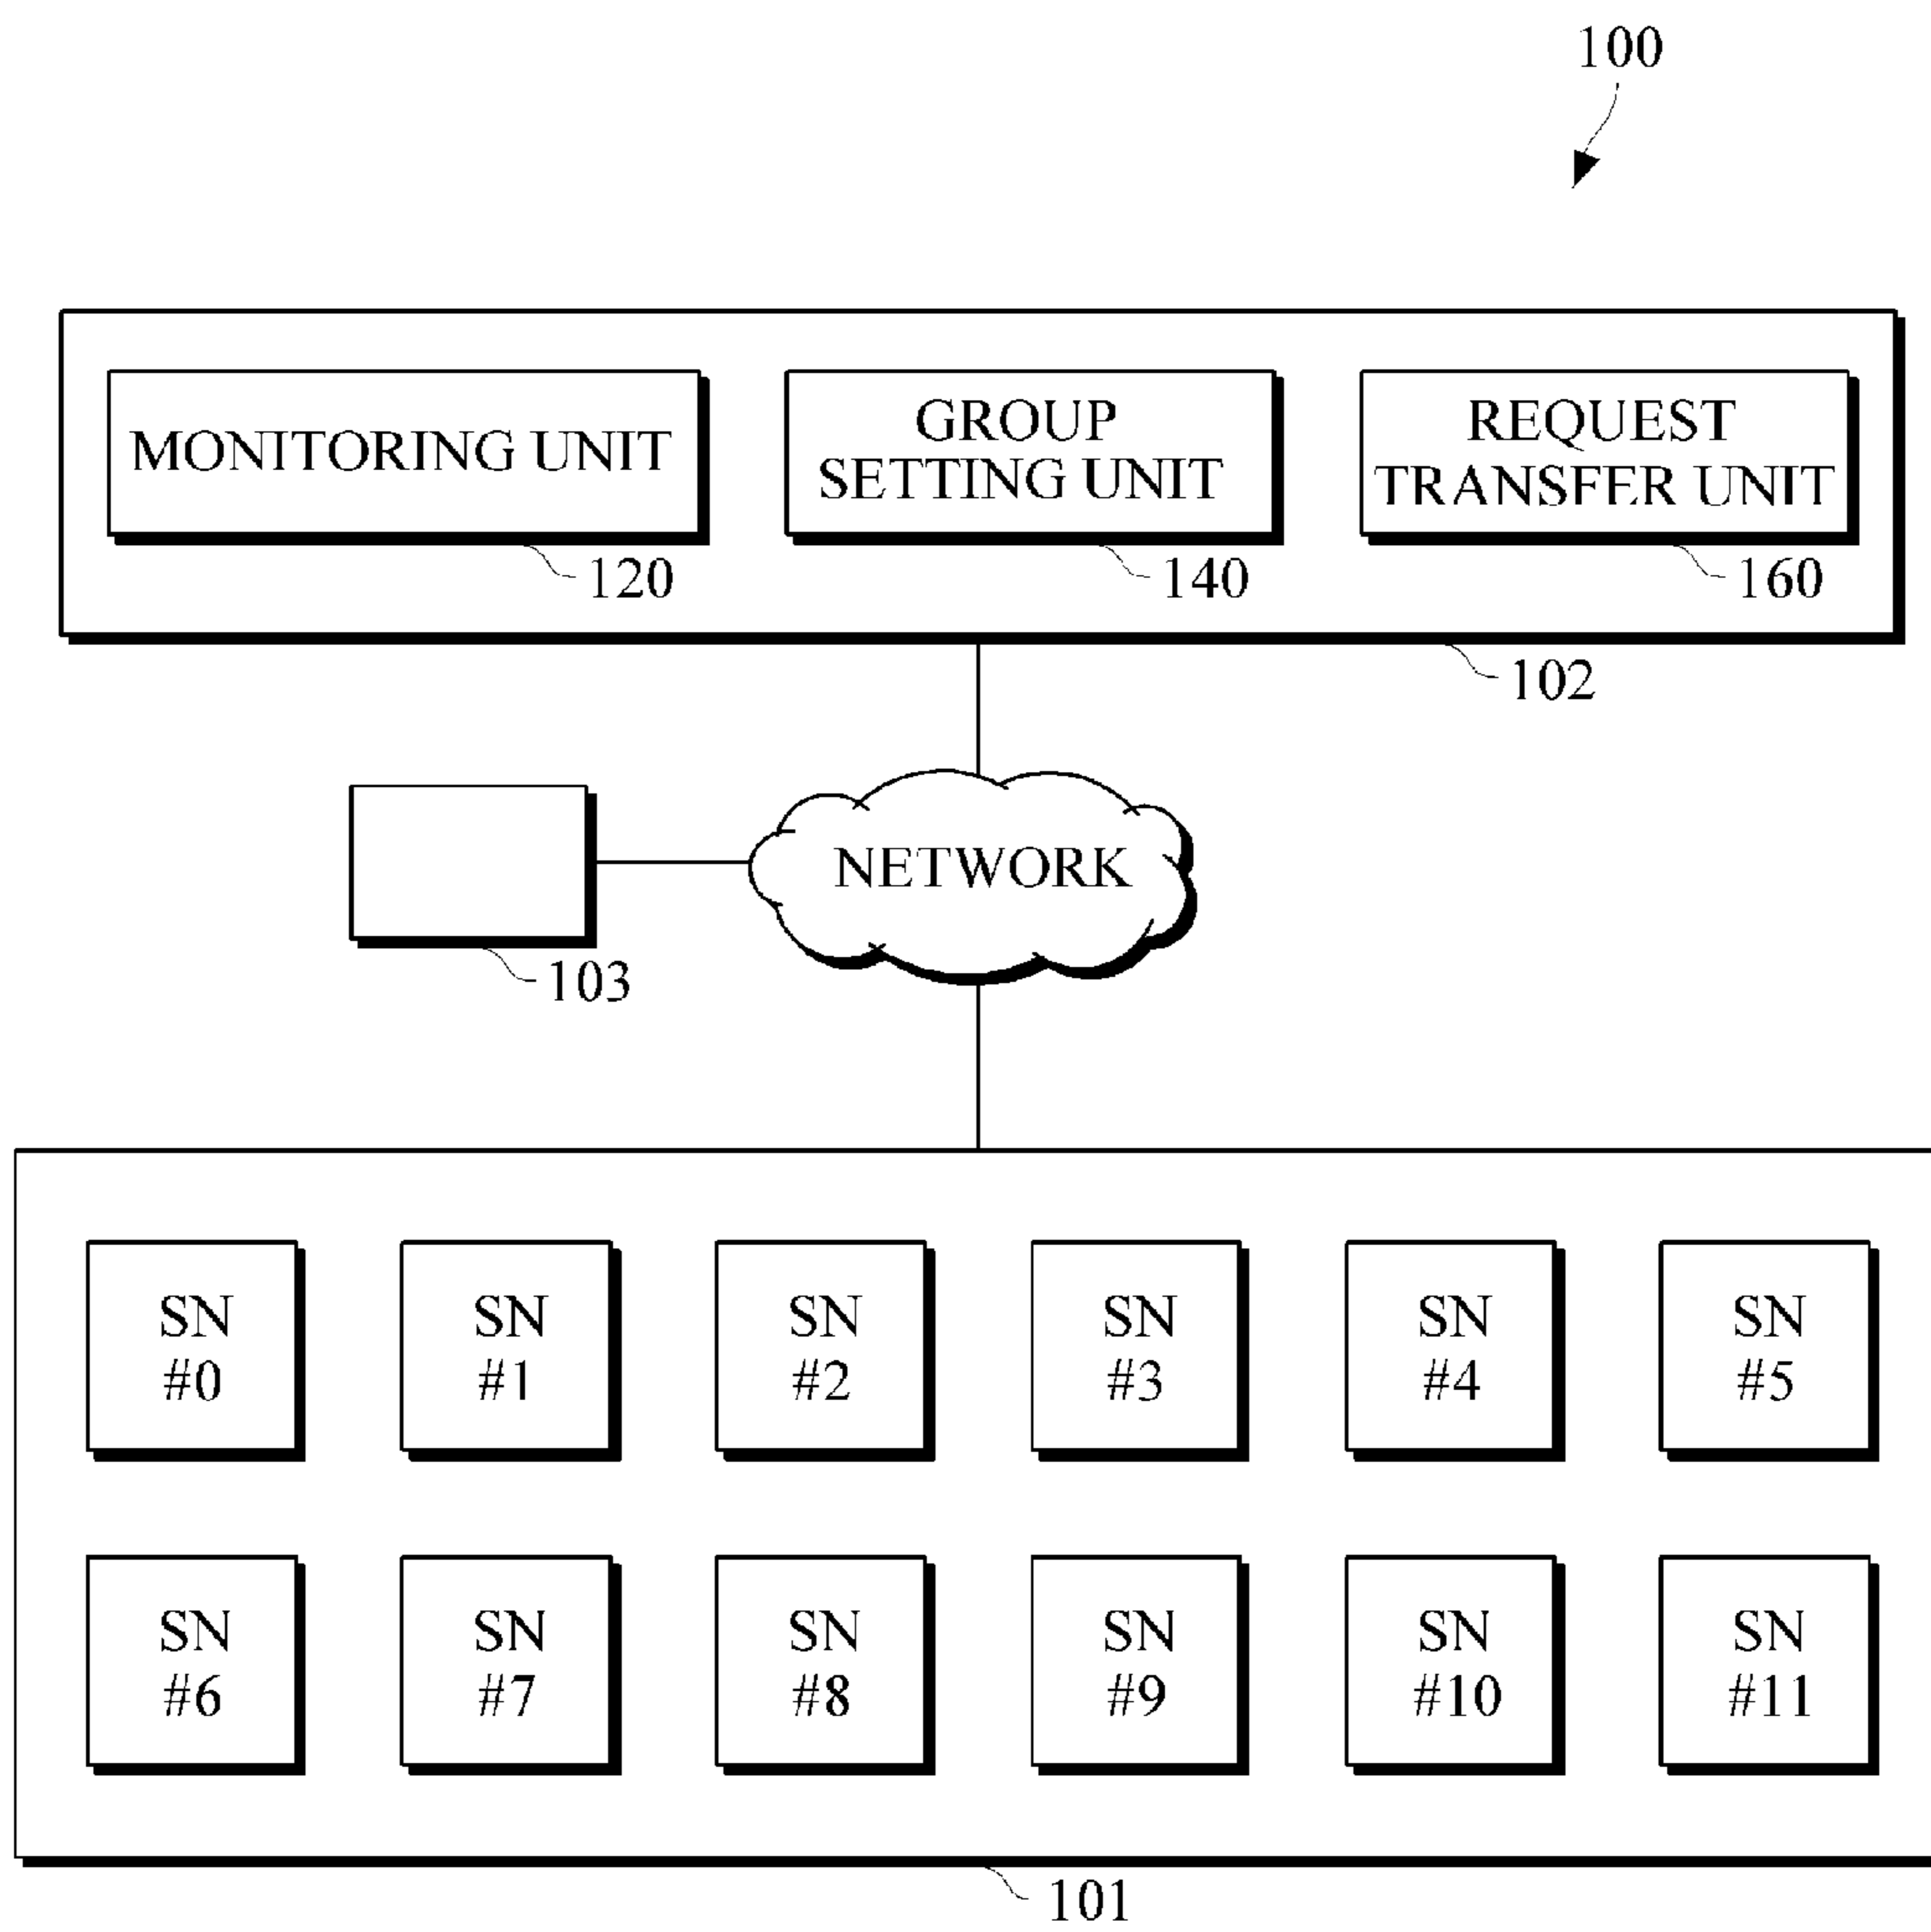 100
MONITORING UNIT
GROUP
SETTING UNIT
REQUEST
TRANSFER UNIT
120
140
160
102
NETWORK
103
SN
#0
SN
#1
SN
#2
SN
#3
SN
#4
SN
#5
SN
#6
SN
#7
SN
#8
SN
#9
SN
#10
SN
#11
101